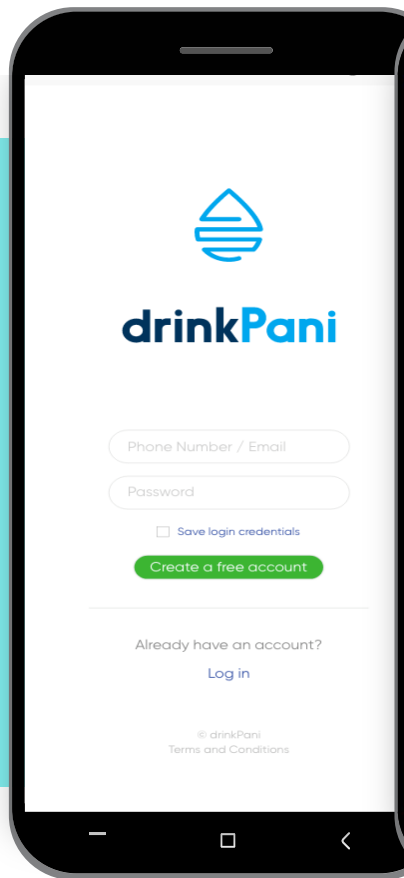 drinkPani
Phone Number / Email
Password
Save login credentials
Create a free account
Already have an account?
Log in
© drinkPani
Terms and Conditions